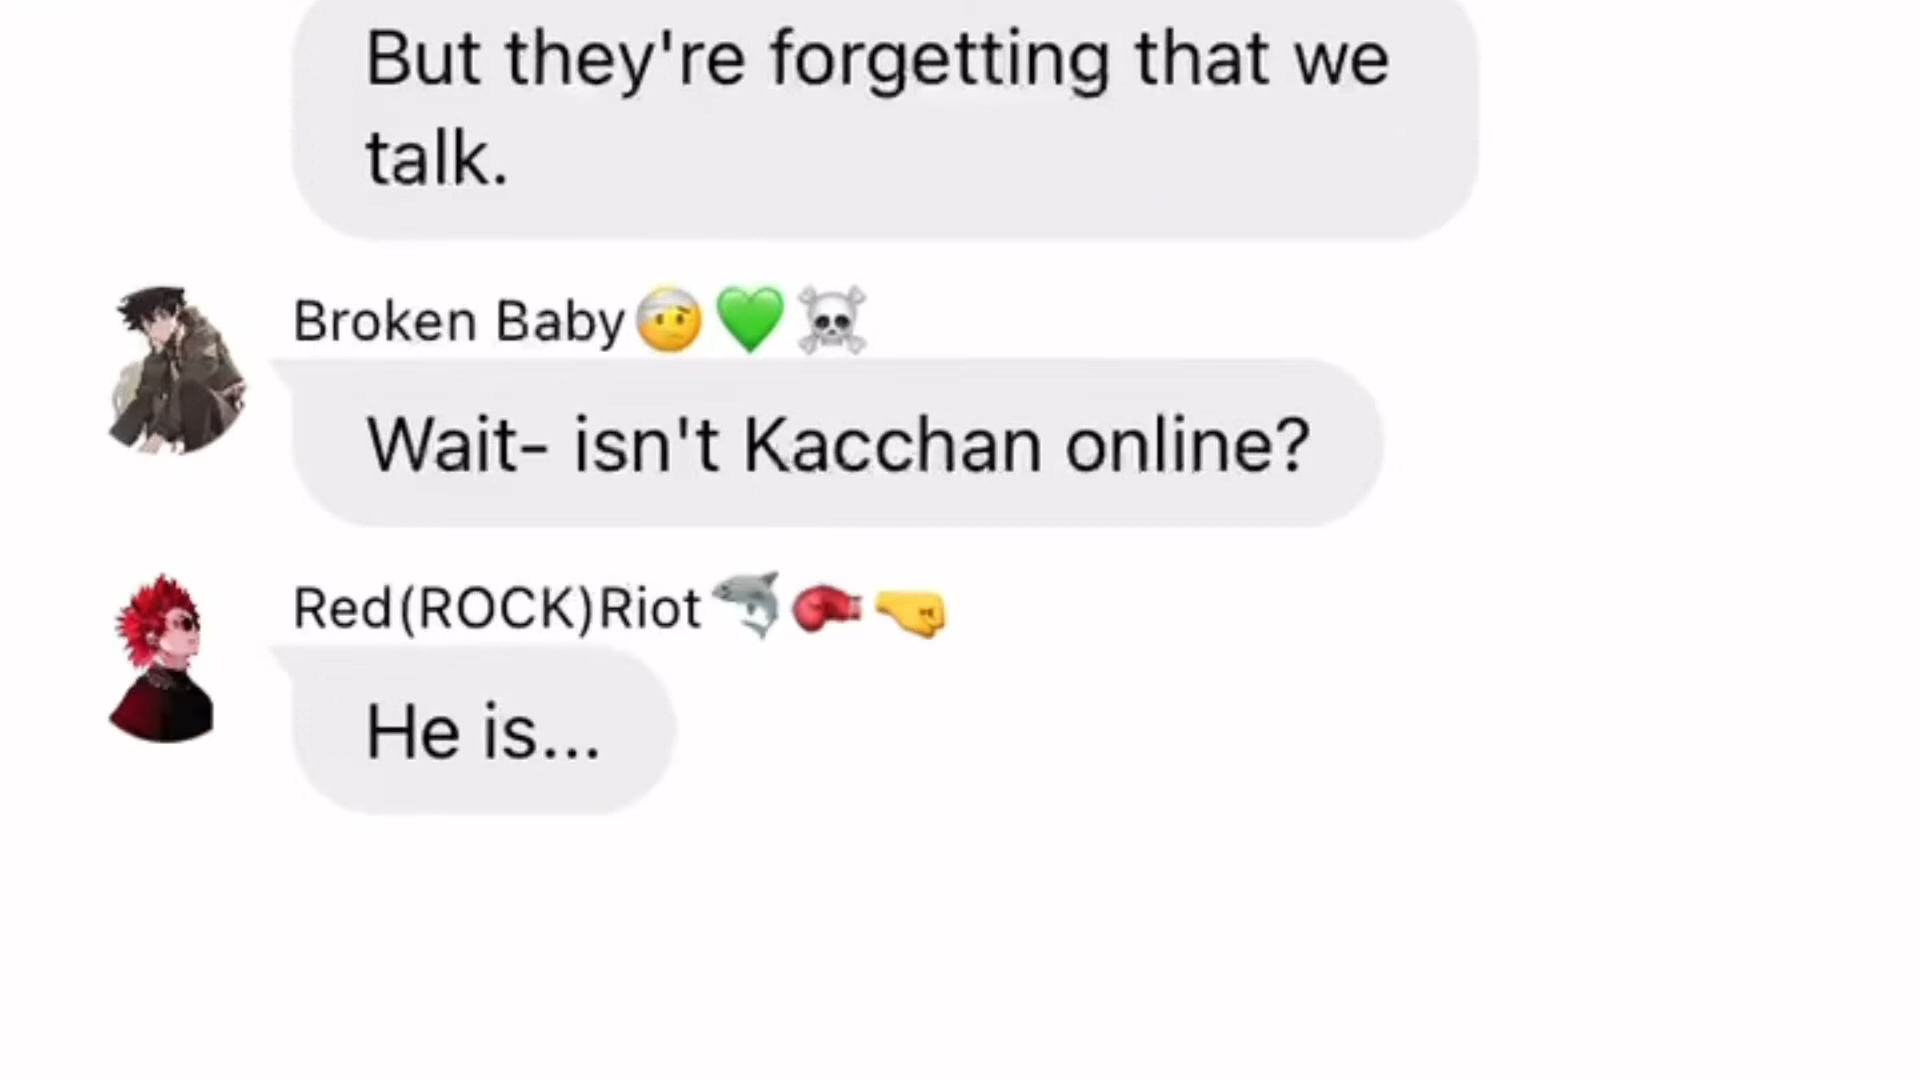 But they're forgetting that we
talk.
Broken Baby🤕💚☠️
Wait- isn't Kacchan online?
Red(ROCK)Riot🦈🥊🤜
He is...